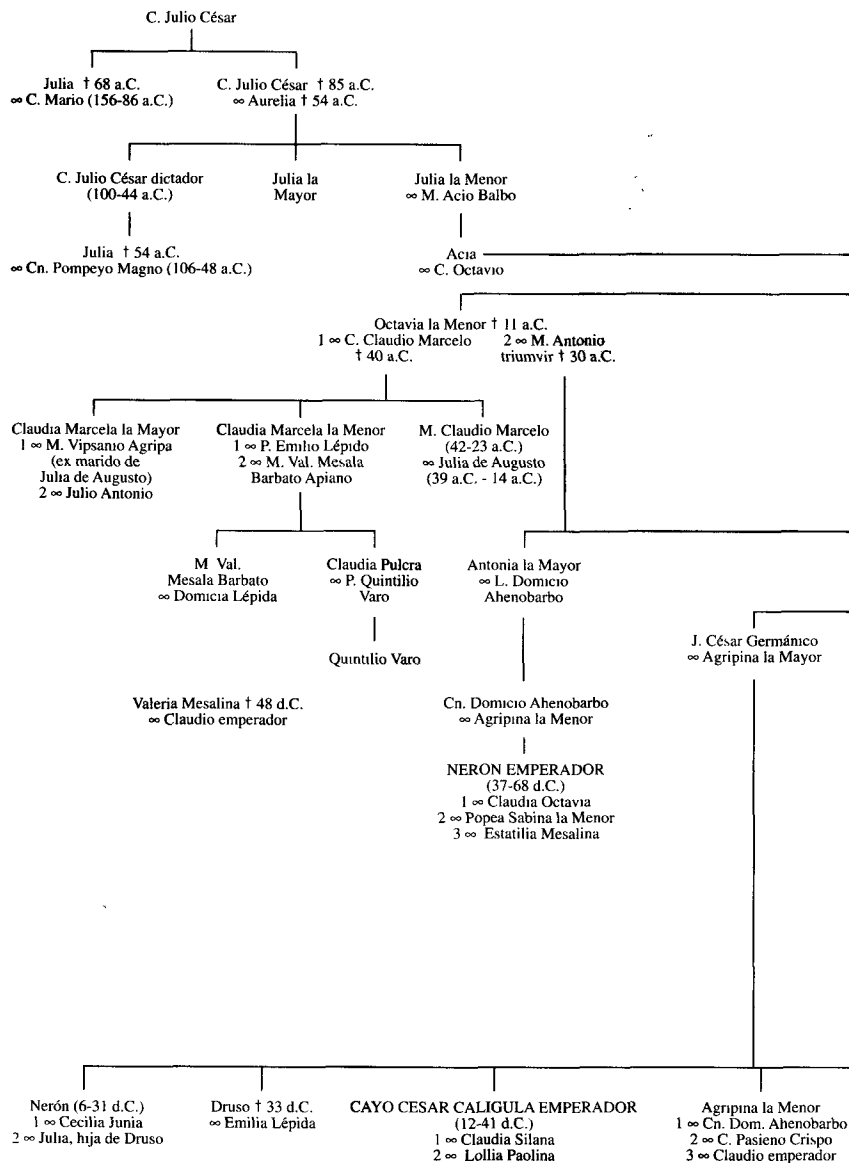 C. Julio César
Julia † 68 a.C.
∞ C. Mario (156-86 a.C.)
C. Julio César † 85 a.C.
∞ Aurelia † 54 a.C.
C. Julio César dictador
(100-44 a.C.)
Julia la
Mayor
Julia la Menor
∞ M. Acio Balbo
Julia † 54 a.C.
∞ Cn. Pompeyo Magno (106-48 a.C.)
Acia
∞ C. Octavio
Octavia la Menor † 11 a.C.
1 ∞ C. Claudio Marcelo
† 40 a.C.
2 ∞ M. Antonio
triumvir † 30 a.C.
Claudia Marcela la Mayor
1 ∞ M. Vipsanio Agripa
(ex marido de
Julia de Augusto)
2 ∞ Julio Antonio
Claudia Marcela la Menor
1 ∞ P. Emilio Lépido
2 ∞ M. Val. Mesala
Barbato Apiano
M. Claudio Marcelo
(42-23 a.C.)
∞ Julia de Augusto
(39 a.C. - 14 a.C.)
M Val.
Mesala Barbato
∞ Domicia Lépida
Claudia Pulcra
∞ P. Quintilio
Varo
Antonia la Mayor
∞ L. Domicio
Ahenobarbo
Quintilio Varo
J. César Germánico
∞ Agripina la Mayor
Valeria Mesalina † 48 d.C.
∞ Claudio emperador
Cn. Domicio Ahenobarbo
∞ Agripina la Menor
NERON EMPERADOR
(37-68 d.C.)
1 ∞ Claudia Octavia
2 ∞ Popea Sabina la Menor
3 ∞ Estatilia Mesalina
Nerón (6-31 d.C.)
1 ∞ Cecilia Junia
2 ∞ Julia, hija de Druso
Druso † 33 d.C.
∞ Emilia Lépida
CAYO CESAR CALIGULA EMPERADOR
(12-41 d.C.)
1 ∞ Claudia Silana
2 ∞ Lollia Paolina
Agripina la Menor
1 ∞ Cn. Dom. Ahenobarbo
2 ∞ C. Pasieno Crispo
3 ∞ Claudio emperador